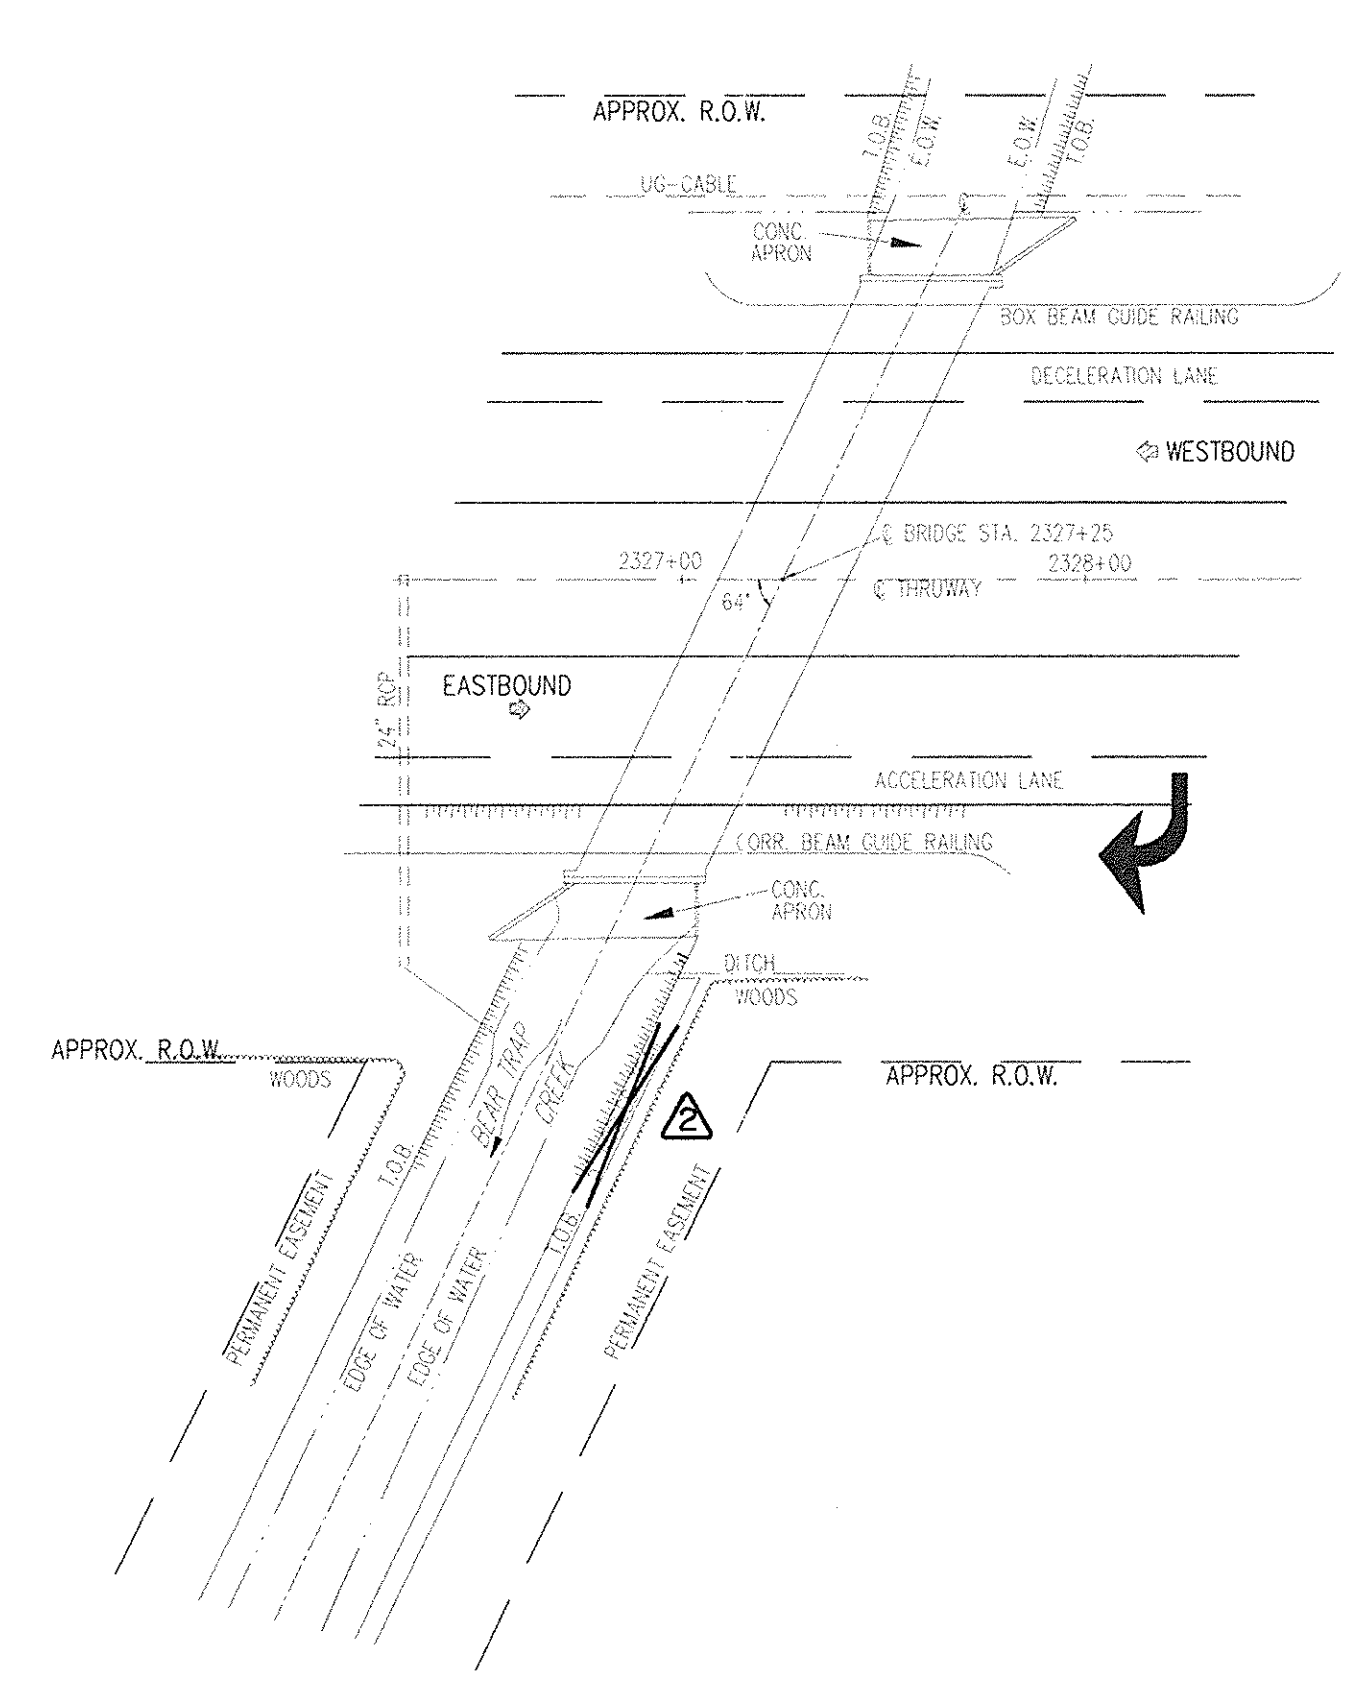 APPROX. R.O.W.
T.O.B.
E.O.W.
E.O.W.
T.O.B.
UG-CABLE
℄
CONC.
APRON
BOX BEAM GUIDE RAILING
DECELERATION LANE
WESTBOUND
℄ BRIDGE STA. 2327+25
2327+00
2328+00
64°
℄ THRUWAY
24" RCP
EASTBOUND
ACCELERATION LANE
CORR. BEAM GUIDE RAILING
CONC.
APRON
DITCH
WOODS
APPROX. R.O.W.
WOODS
BEAR TRAP
CREEK
APPROX. R.O.W.
2
T.O.B.
T.O.B.
PERMANENT EASEMENT
EDGE OF WATER
EDGE OF WATER
PERMANENT EASEMENT